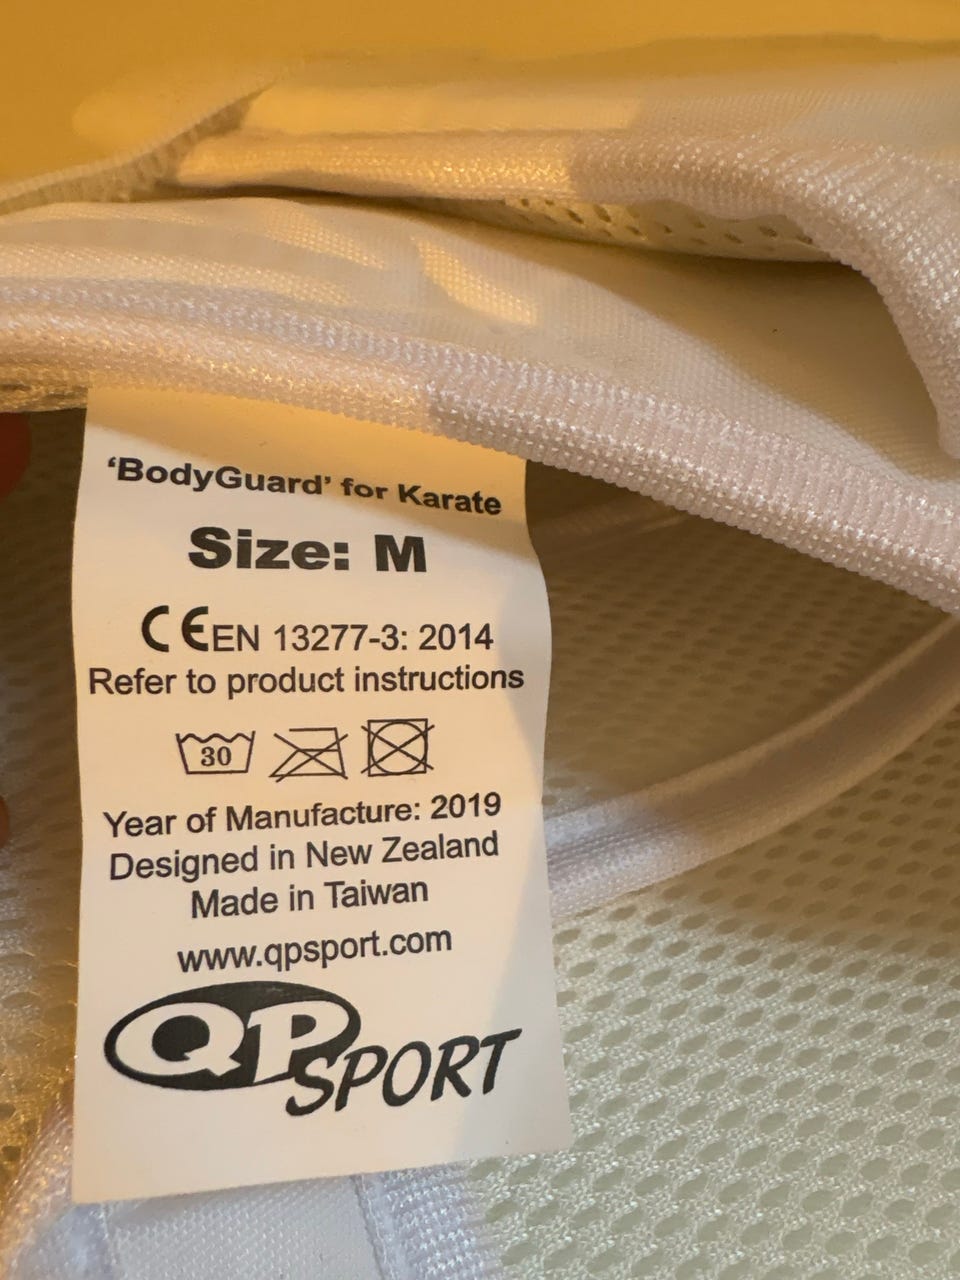 'BodyGuard' for Karate
Size: M
CE EN 13277-3: 2014
Refer to product instructions
30
Year of Manufacture: 2019
Designed in New Zealand
Made in Taiwan
www.qpsport.com
QP SPORT